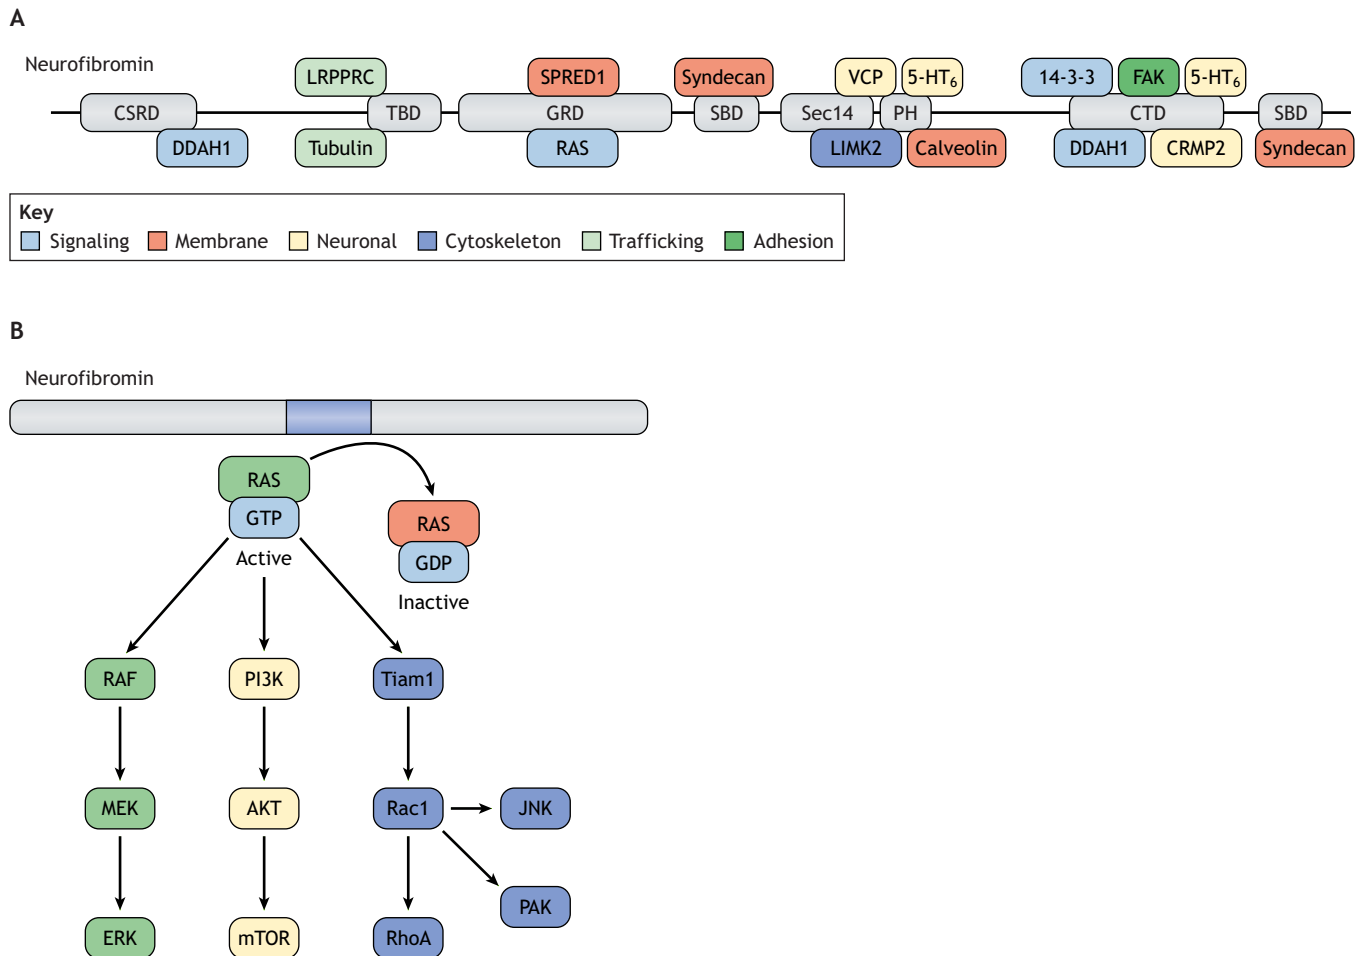 A
Neurofibromin
LRPPRC SPRED1 Syndecan VCP 5-HT6 14-3-3 FAK 5-HT6
CSRD TBD GRD SBD Sec14 PH CTD SBD
DDAH1 Tubulin RAS LIMK2 Calveolin DDAH1 CRMP2 Syndecan
Key
Signaling Membrane Neuronal Cytoskeleton Trafficking Adhesion
B
Neurofibromin
RAS
GTP
Active
RAS
GDP
Inactive
RAF PI3K Tiam1
MEK AKT Rac1 JNK
PAK
ERK mTOR RhoA